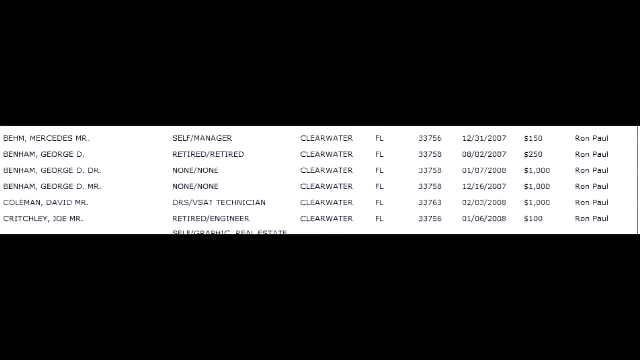 BEHM, MERCEDES MR. SELF/MANAGER CLEARWATER FL 33756 12/31/2007 $150 Ron Paul
BENHAM, GEORGE D. RETIRED/RETIRED CLEARWATER FL 33758 08/02/2007 $250 Ron Paul
BENHAM, GEORGE D. DR. NONE/NONE CLEARWATER FL 33758 01/07/2008 $1,000 Ron Paul
BENHAM, GEORGE D. MR. NONE/NONE CLEARWATER FL 33758 12/16/2007 $1,000 Ron Paul
COLEMAN, DAVID MR. DRS/VSAT TECHNICIAN CLEARWATER FL 33763 02/03/2008 $1,000 Ron Paul
CRITCHLEY, JOE MR. RETIRED/ENGINEER CLEARWATER FL 33756 01/06/2008 $100 Ron Paul
SELF/GRAPHIC, REAL ESTATE